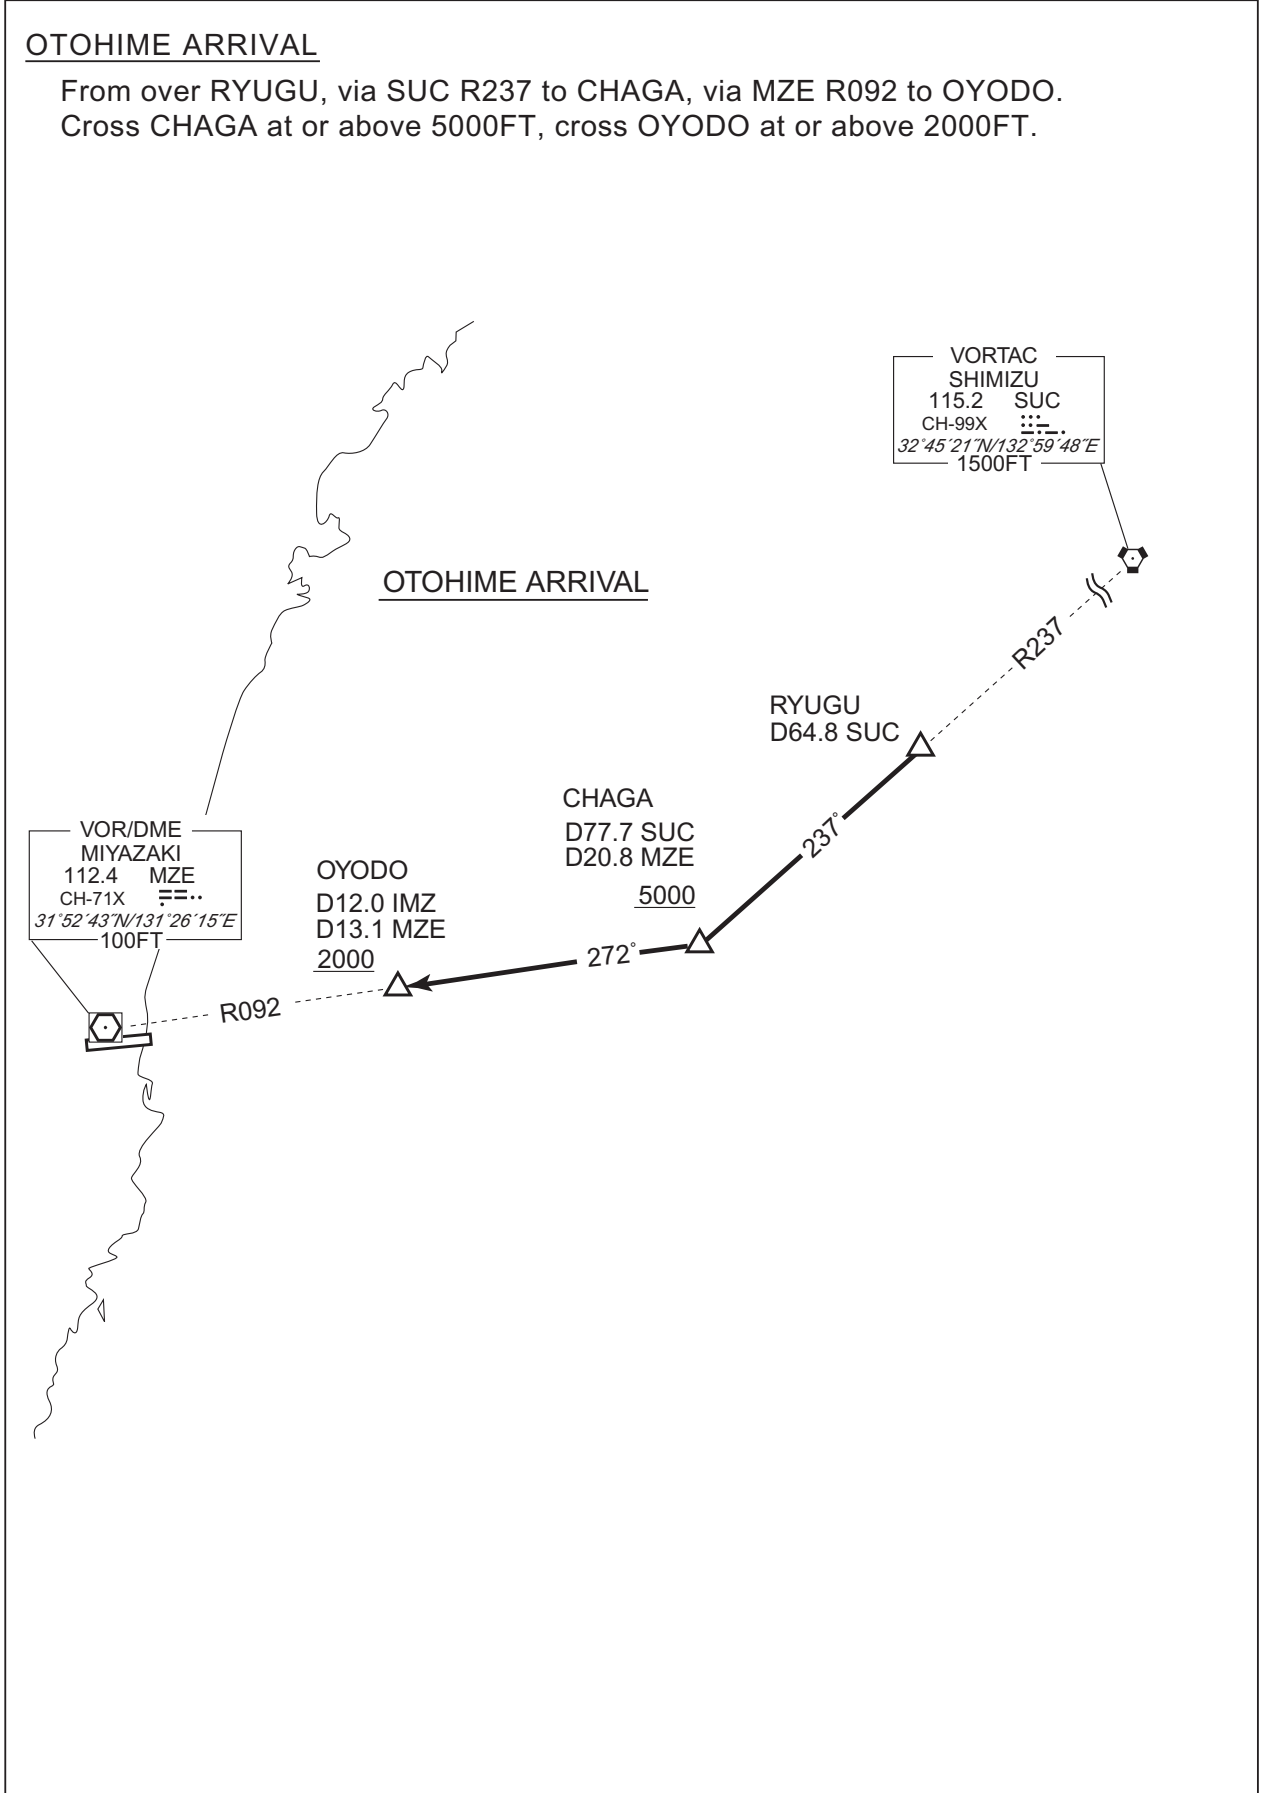 OTOHIME ARRIVAL
From over RYUGU, via SUC R237 to CHAGA, via MZE R092 to OYODO.
Cross CHAGA at or above 5000FT, cross OYODO at or above 2000FT.
VORTAC
SHIMIZU
115.2 SUC
CH-99X
32°45′21″N/132°59′48″E
1500FT
OTOHIME ARRIVAL
R237
RYUGU
D64.8 SUC
CHAGA
D77.7 SUC
D20.8 MZE
5000
237°
VOR/DME
MIYAZAKI
112.4 MZE
CH-71X
31°52′43″N/131°26′15″E
100FT
OYODO
D12.0 IMZ
D13.1 MZE
2000
272°
R092